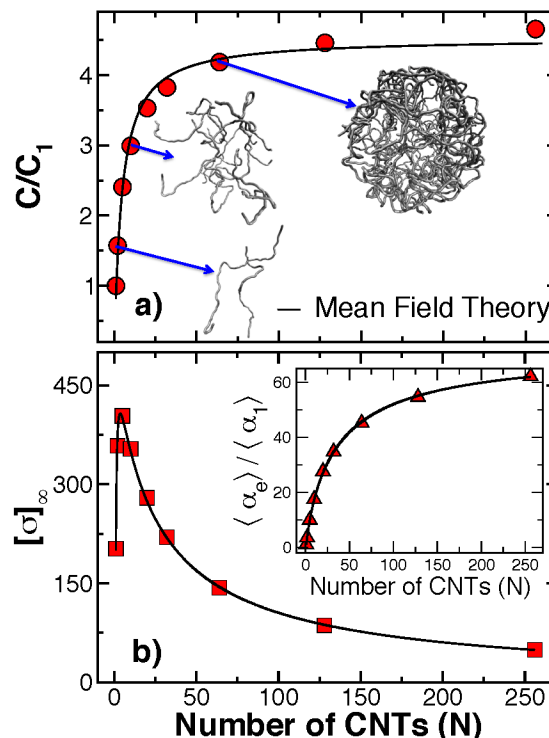 C/C₁
4
3
2
1
a)
— Mean Field Theory
[σ]∞
450
300
150
0
b)
⟨αₑ⟩ / ⟨α₁⟩
60
40
20
0
0 50 100 150 200 250
Number of CNTs (N)
0 50 100 150 200 250
Number of CNTs (N)